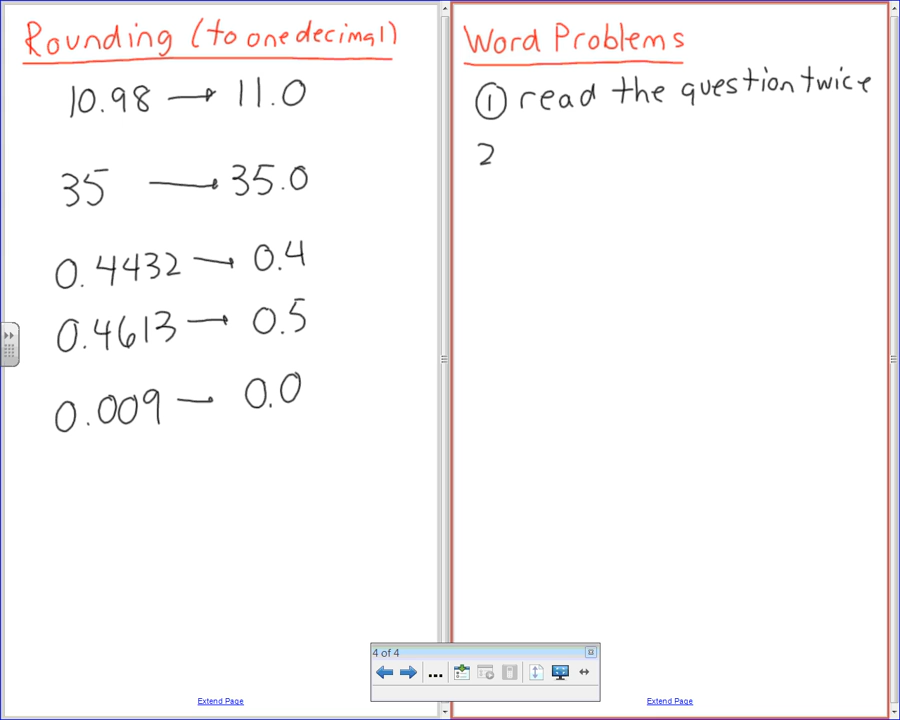 Rounding (to one decimal)
10.98 → 11.0
35 → 35.0
0.4432 → 0.4
0.4613 → 0.5
0.009 → 0.0
Extend Page
Word Problems
① read the question twice
2
Extend Page
4 of 4
...